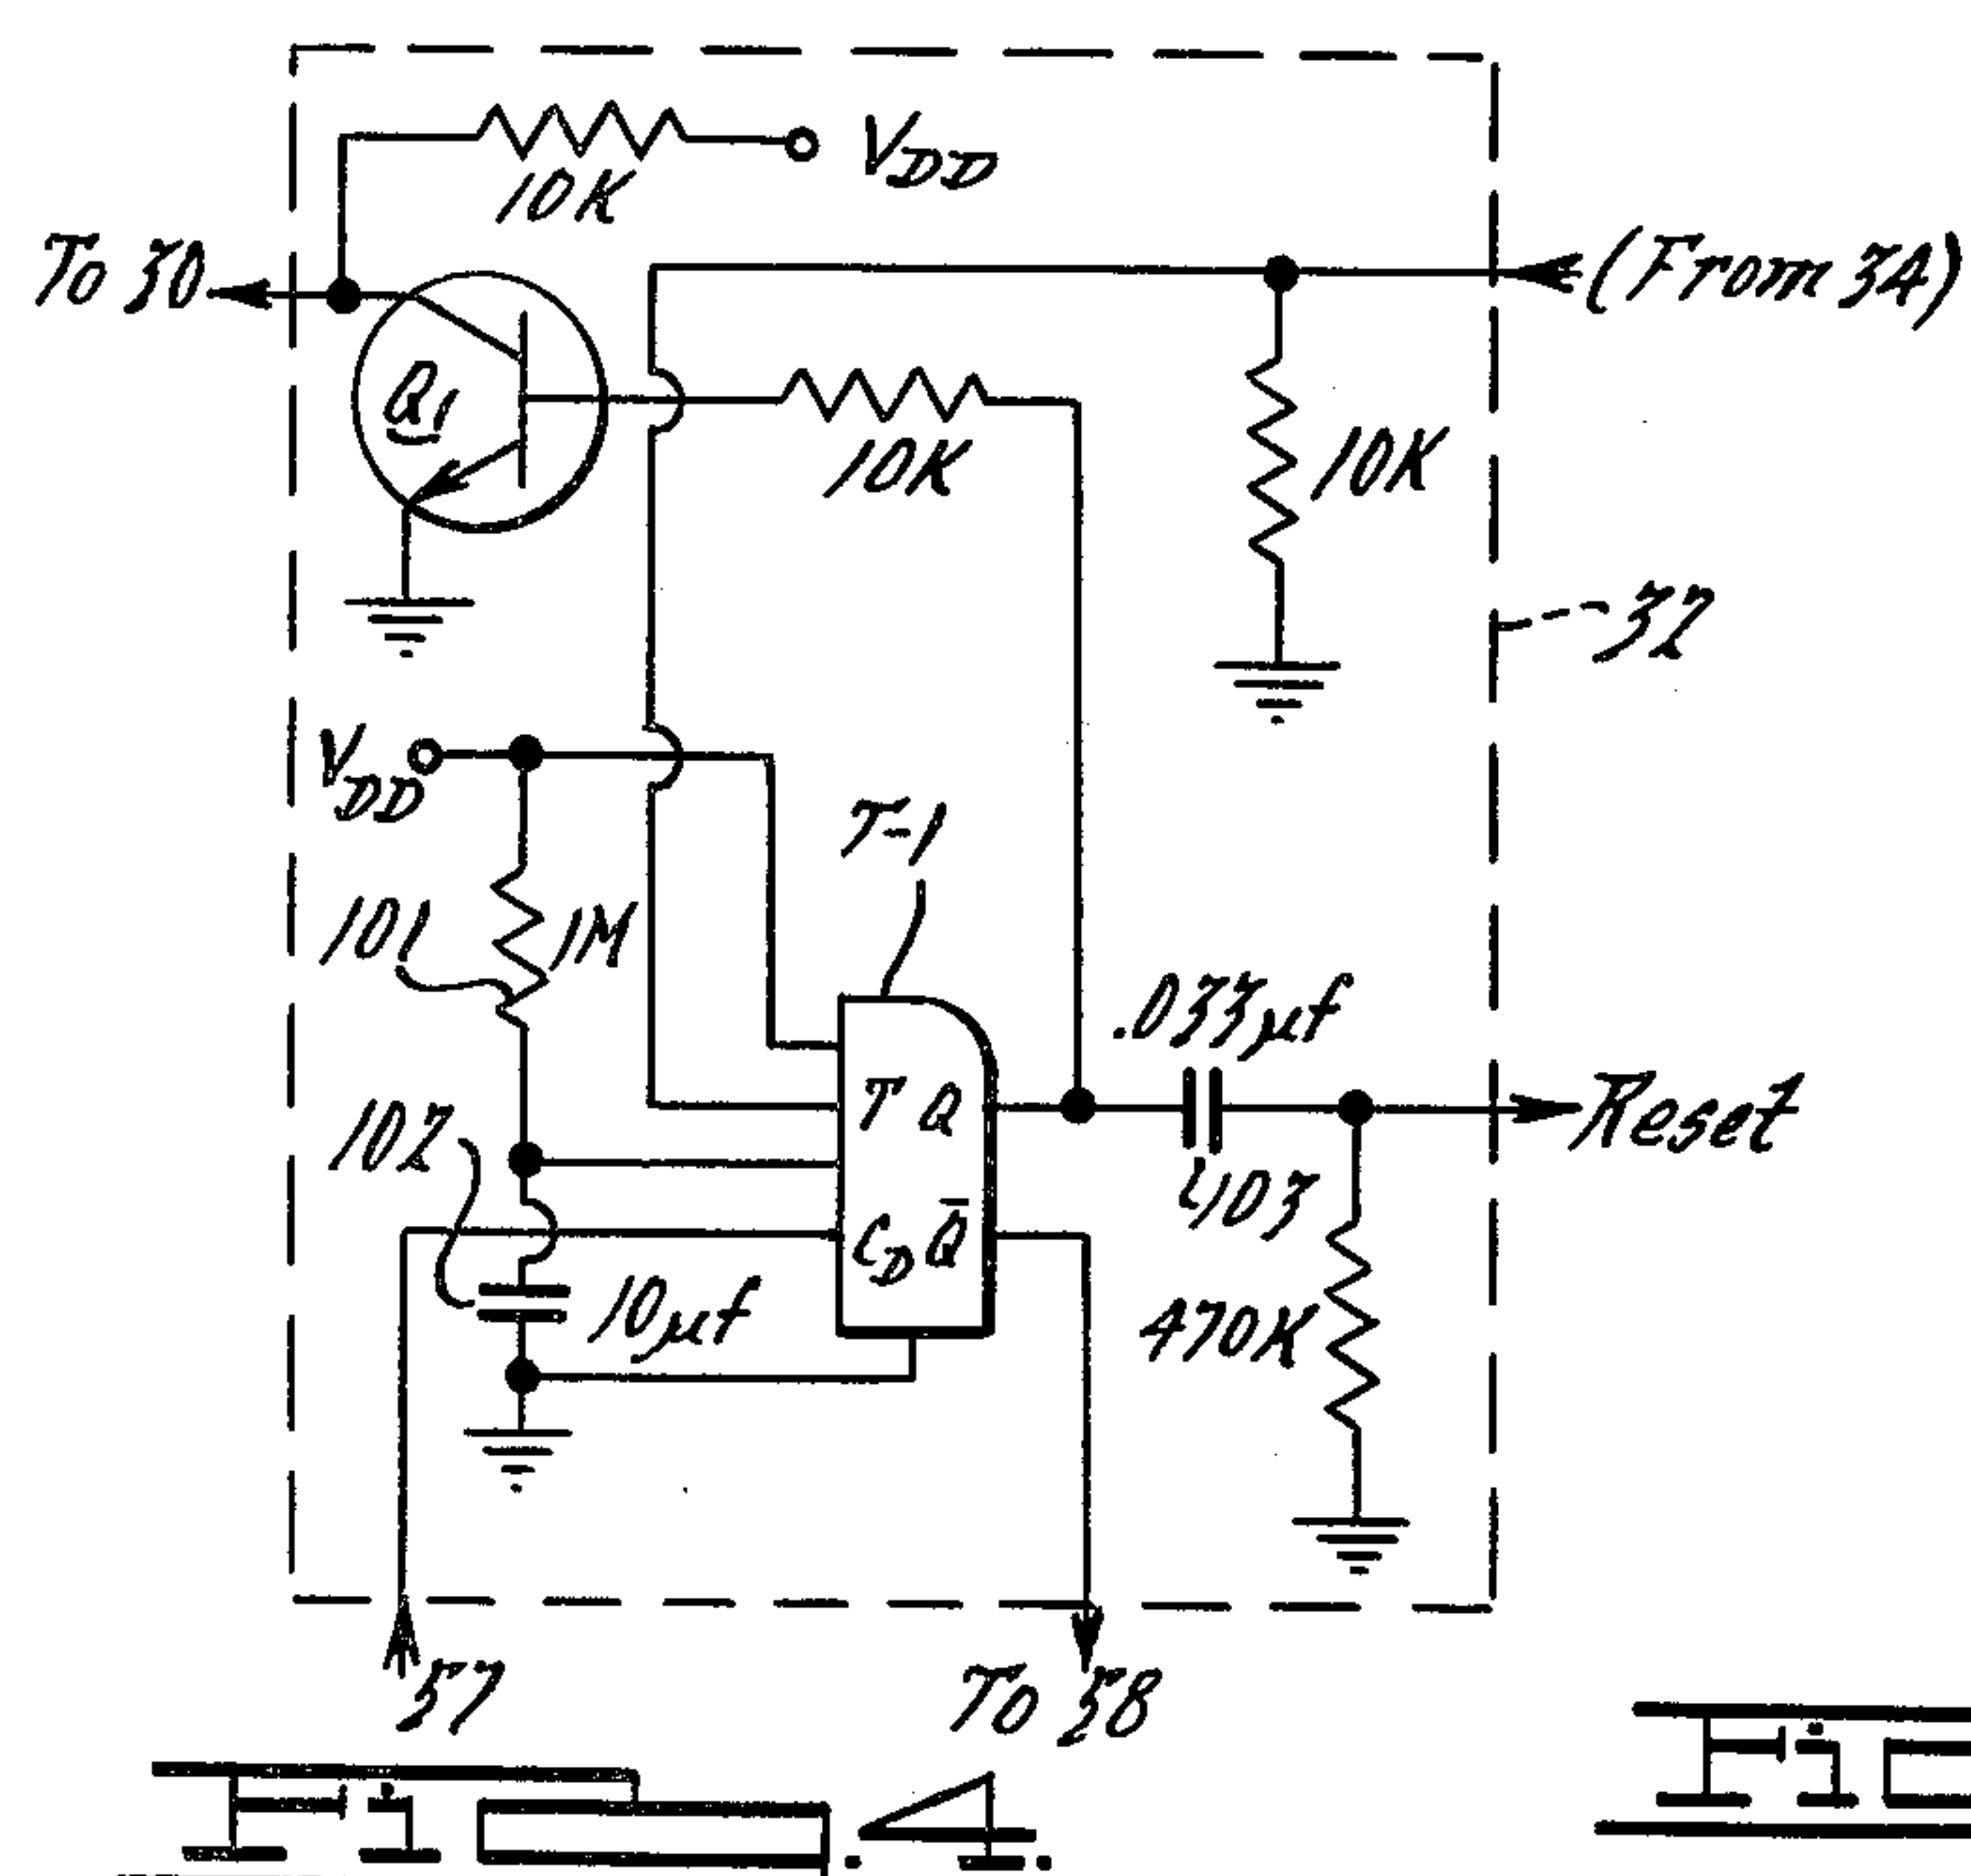 VDD
10K
To 30
(From 34)
Q1
10K
10K
32
VDD
T-1
101
1M
.033µf
T Q
Reset
102
103
CD Q̄
10µf
470K
57
To 58
Fig. 4.
Fi